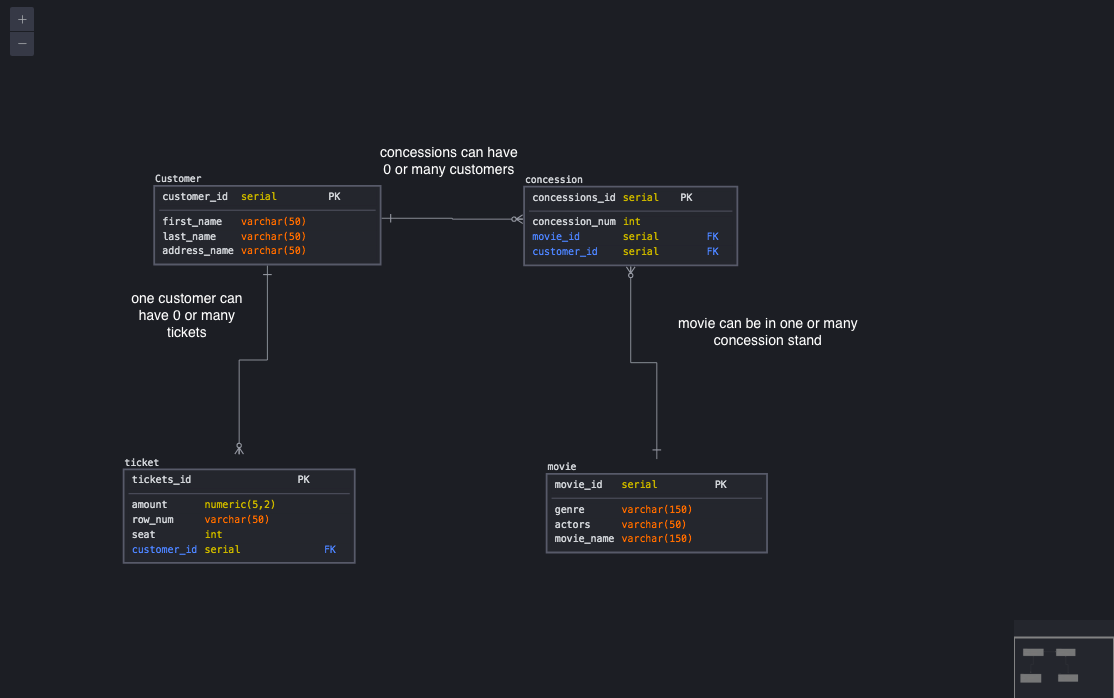 +
−
concessions can have
0 or many customers
Customer
customer_id serial PK
first_name varchar(50)
last_name varchar(50)
address_name varchar(50)
concession
concessions_id serial PK
concession_num int
movie_id serial FK
customer_id serial FK
one customer can
have 0 or many
tickets
movie can be in one or many
concession stand
ticket
tickets_id PK
amount numeric(5,2)
row_num varchar(50)
seat int
customer_id serial FK
movie
movie_id serial PK
genre varchar(150)
actors varchar(50)
movie_name varchar(150)